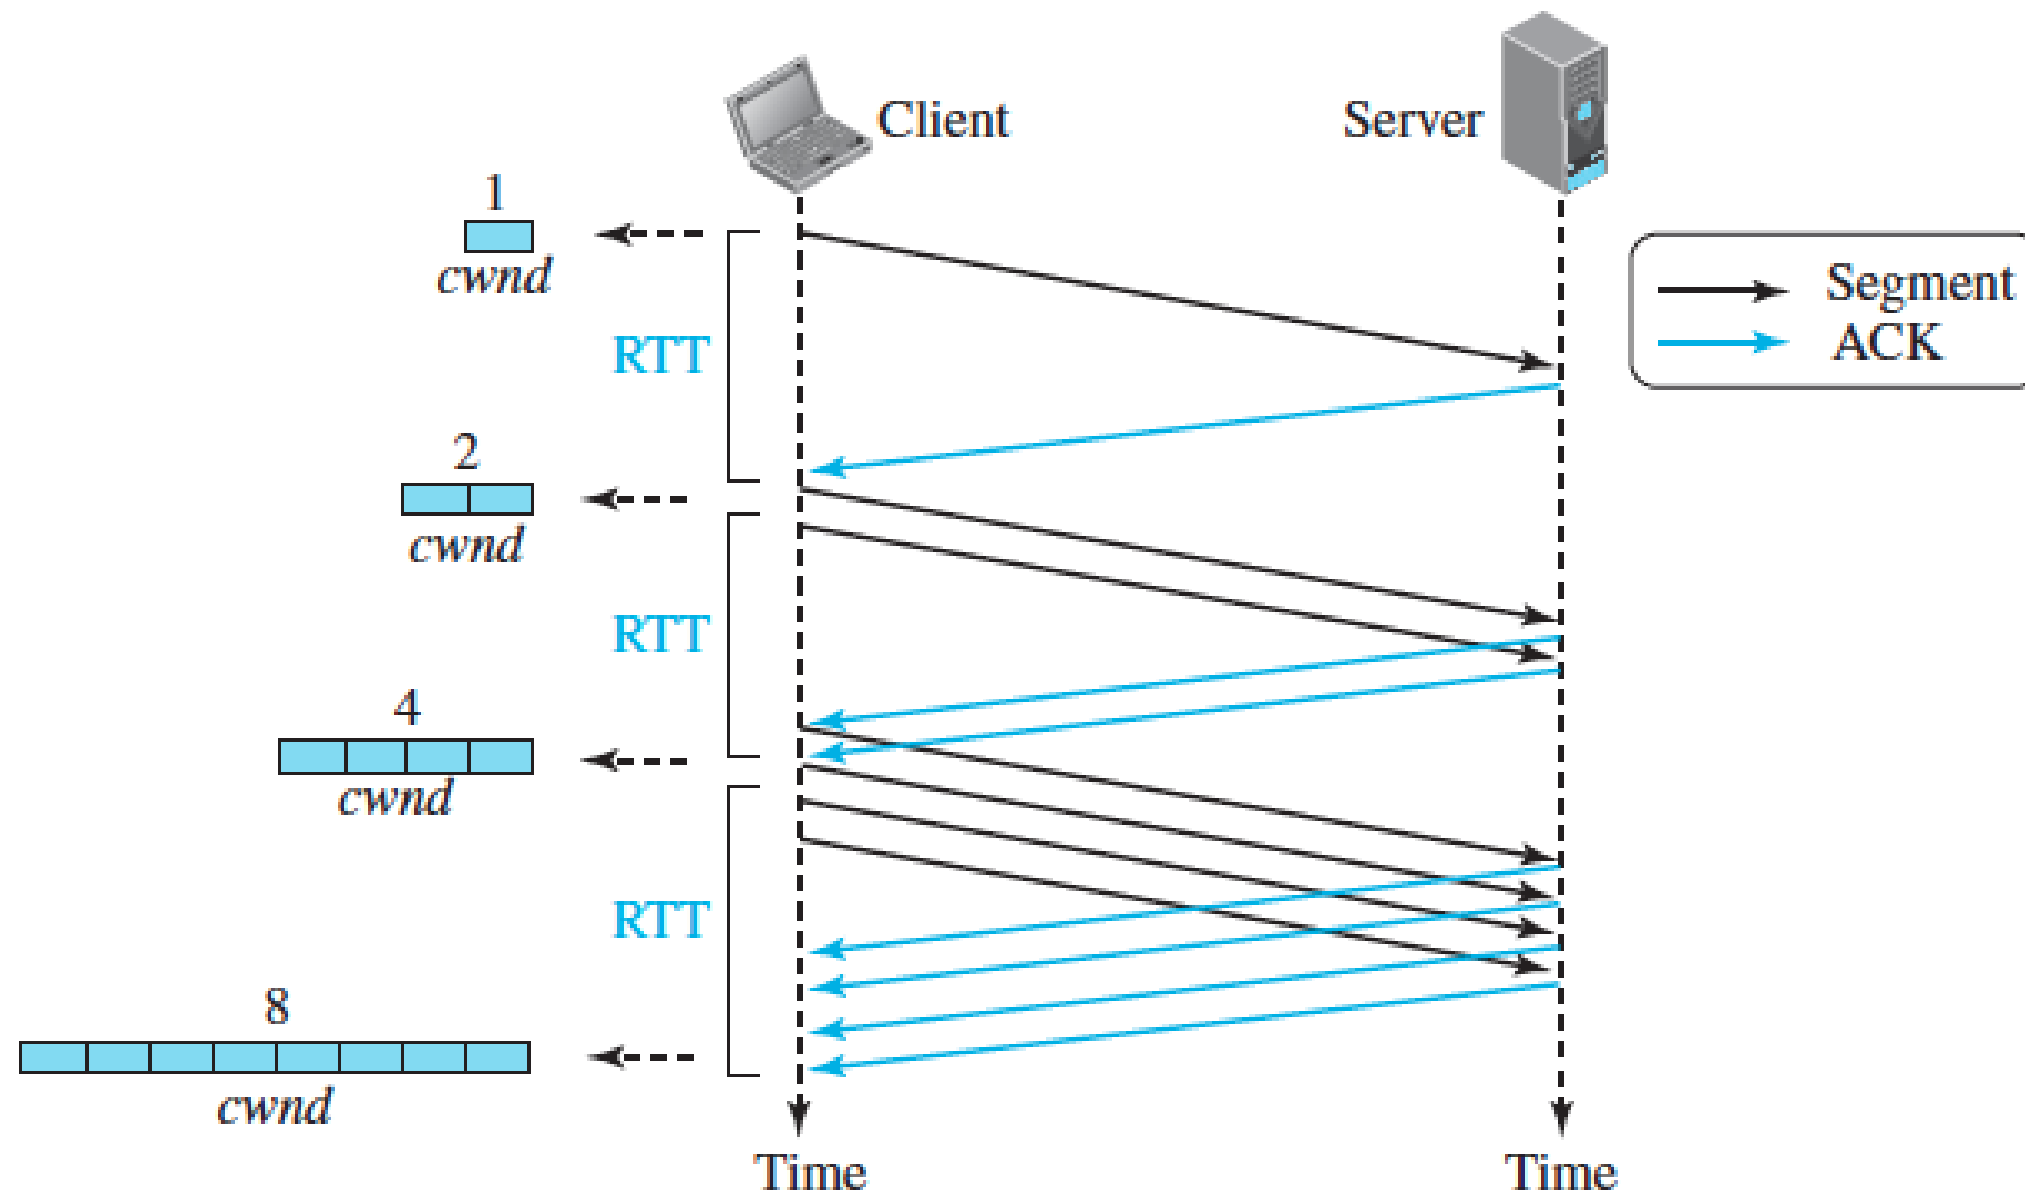 Client
Server
1
cwnd
Segment
ACK
RTT
2
cwnd
RTT
4
cwnd
RTT
8
cwnd
Time
Time